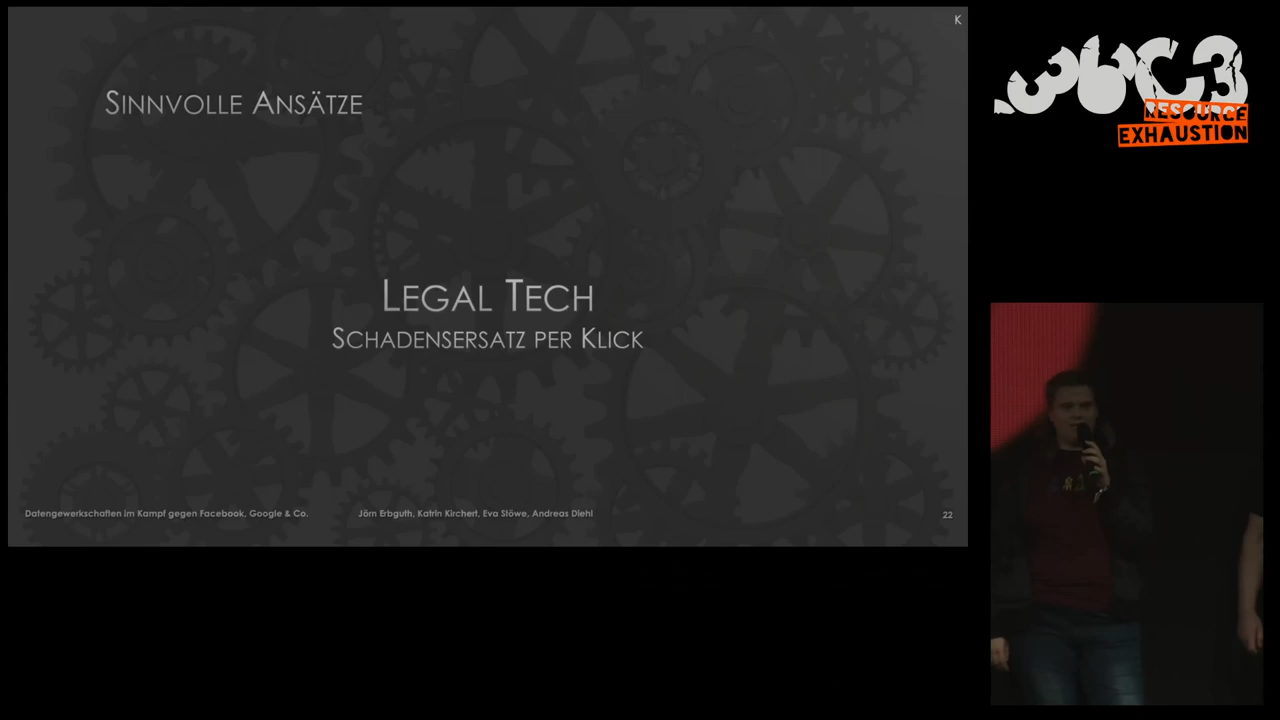 K
SINNVOLLE ANSÄTZE
LEGAL TECH
SCHADENSERSATZ PER KLICK
Datengewerkschaften im Kampf gegen Facebook, Google & Co.
Jörn Erbguth, Katrin Kirchert, Eva Stöwe, Andreas Diehl
22
36C3
RESOURCE
EXHAUSTION